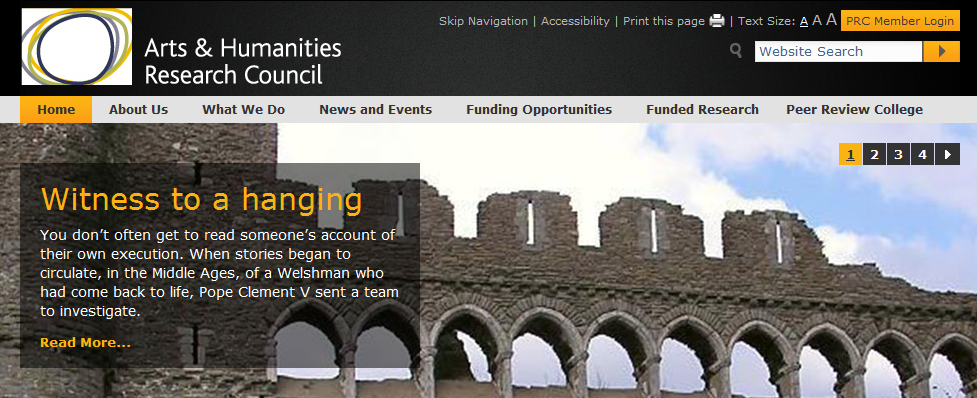 Skip Navigation | Accessibility | Print this page | Text Size: A A A PRC Member Login
Arts & Humanities
Research Council
Website Search
Home About Us What We Do News and Events Funding Opportunities Funded Research Peer Review College
1 2 3 4
Witness to a hanging
You don’t often get to read someone’s account of
their own execution. When stories began to
circulate, in the Middle Ages, of a Welshman who
had come back to life, Pope Clement V sent a team
to investigate.
Read More...